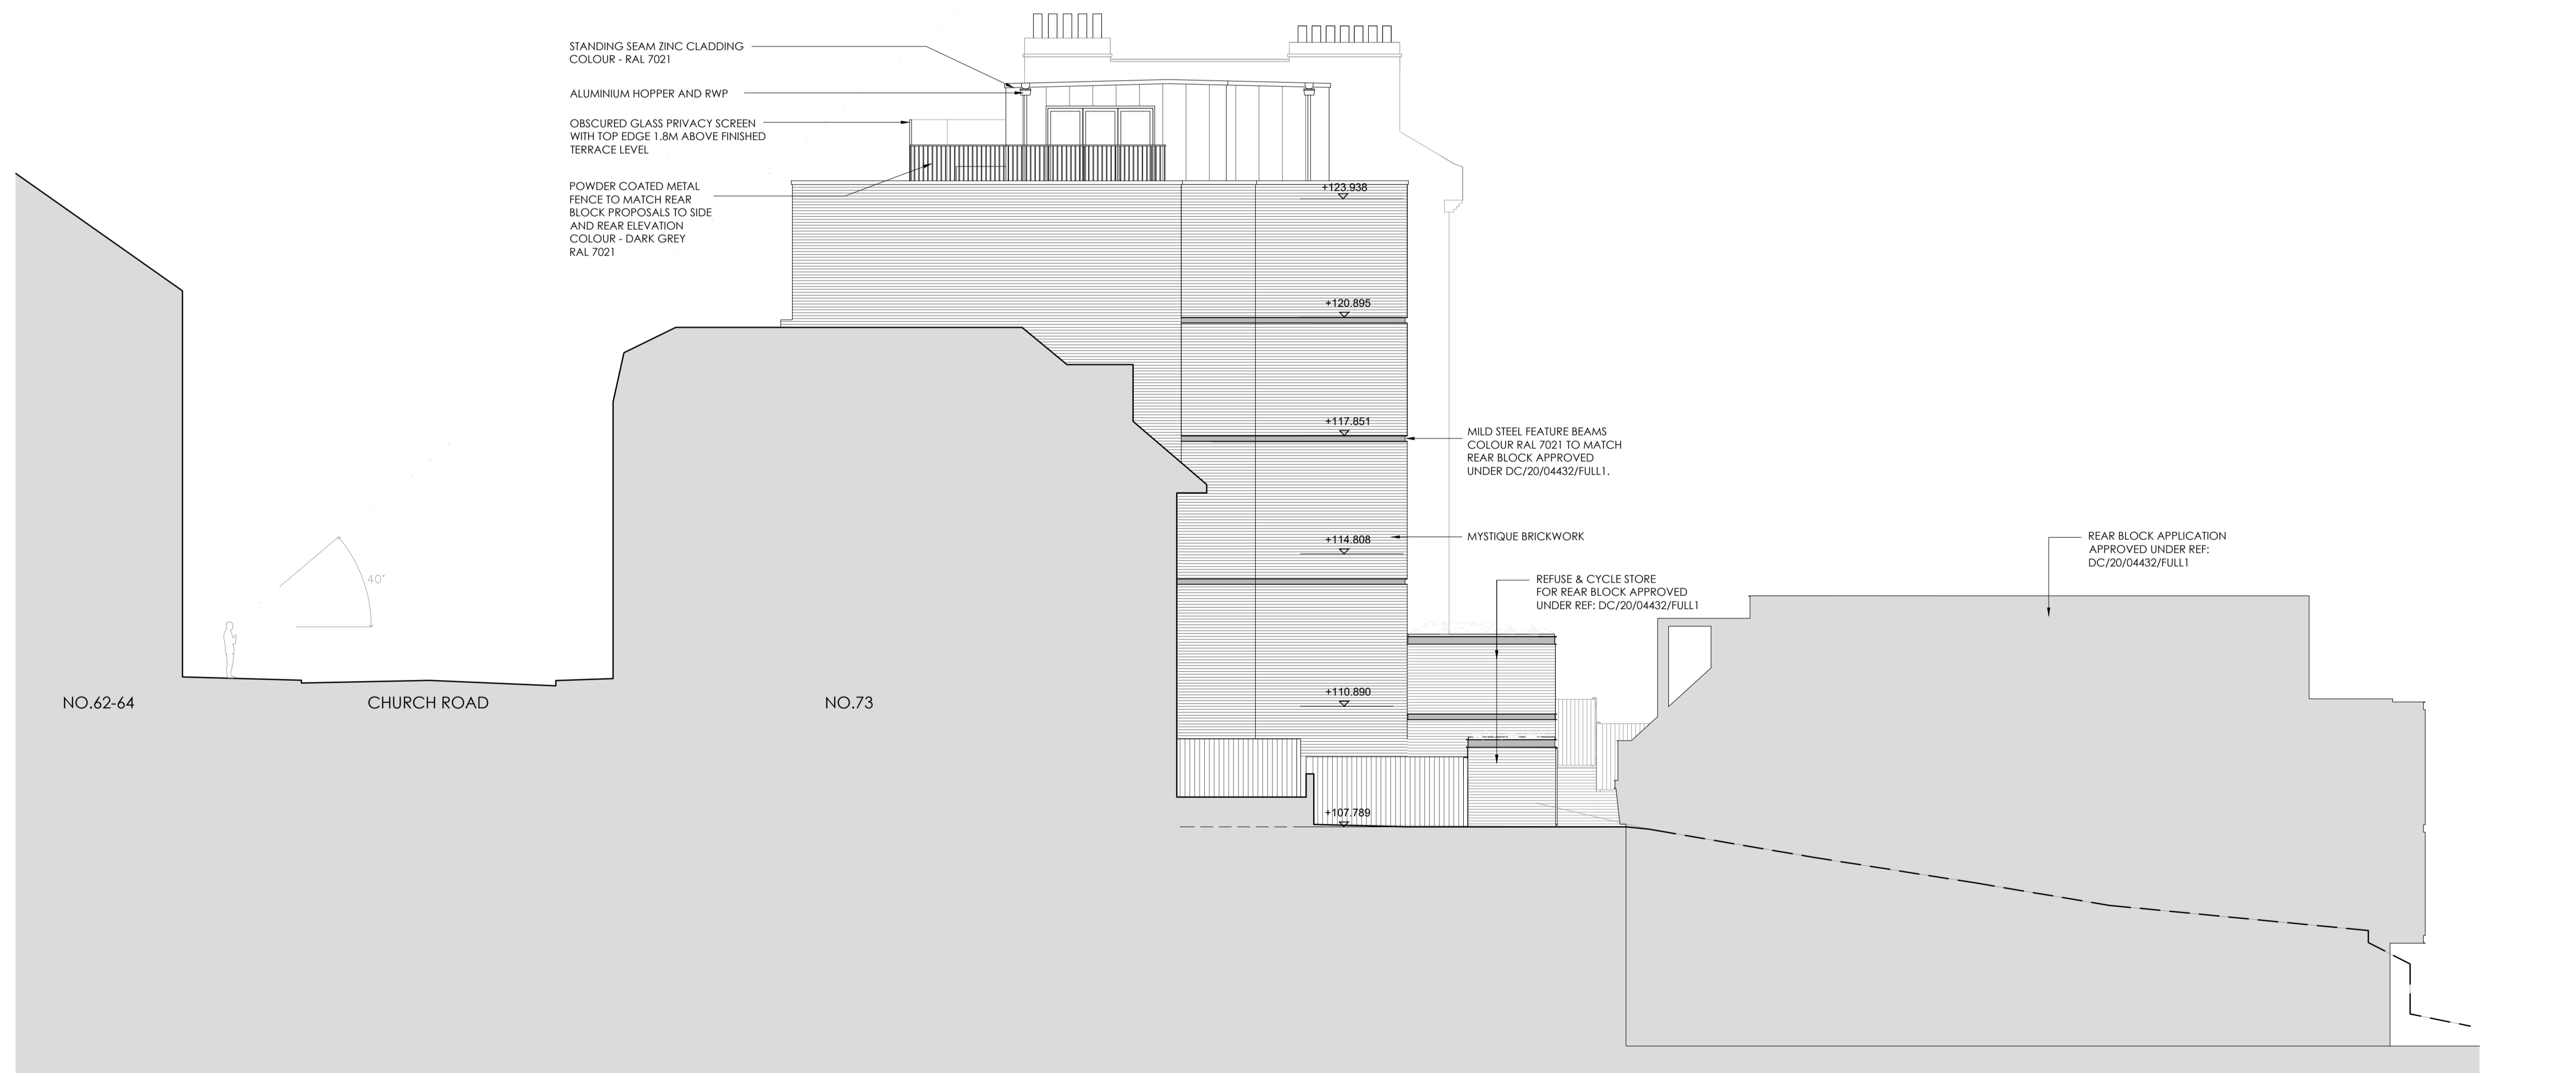 STANDING SEAM ZINC CLADDING
COLOUR - RAL 7021
ALUMINIUM HOPPER AND RWP
OBSCURED GLASS PRIVACY SCREEN
WITH TOP EDGE 1.8M ABOVE FINISHED
TERRACE LEVEL
POWDER COATED METAL
FENCE TO MATCH REAR
BLOCK PROPOSALS TO SIDE
AND REAR ELEVATION
COLOUR - DARK GREY
RAL 7021
+123.938
+120.895
+117.851
MILD STEEL FEATURE BEAMS
COLOUR RAL 7021 TO MATCH
REAR BLOCK APPROVED
UNDER DC/20/04432/FULL1.
+114.808
MYSTIQUE BRICKWORK
REAR BLOCK APPLICATION
APPROVED UNDER REF:
DC/20/04432/FULL1
REFUSE & CYCLE STORE
FOR REAR BLOCK APPROVED
UNDER REF: DC/20/04432/FULL1
40°
+110.890
NO.62-64
CHURCH ROAD
NO.73
+107.789